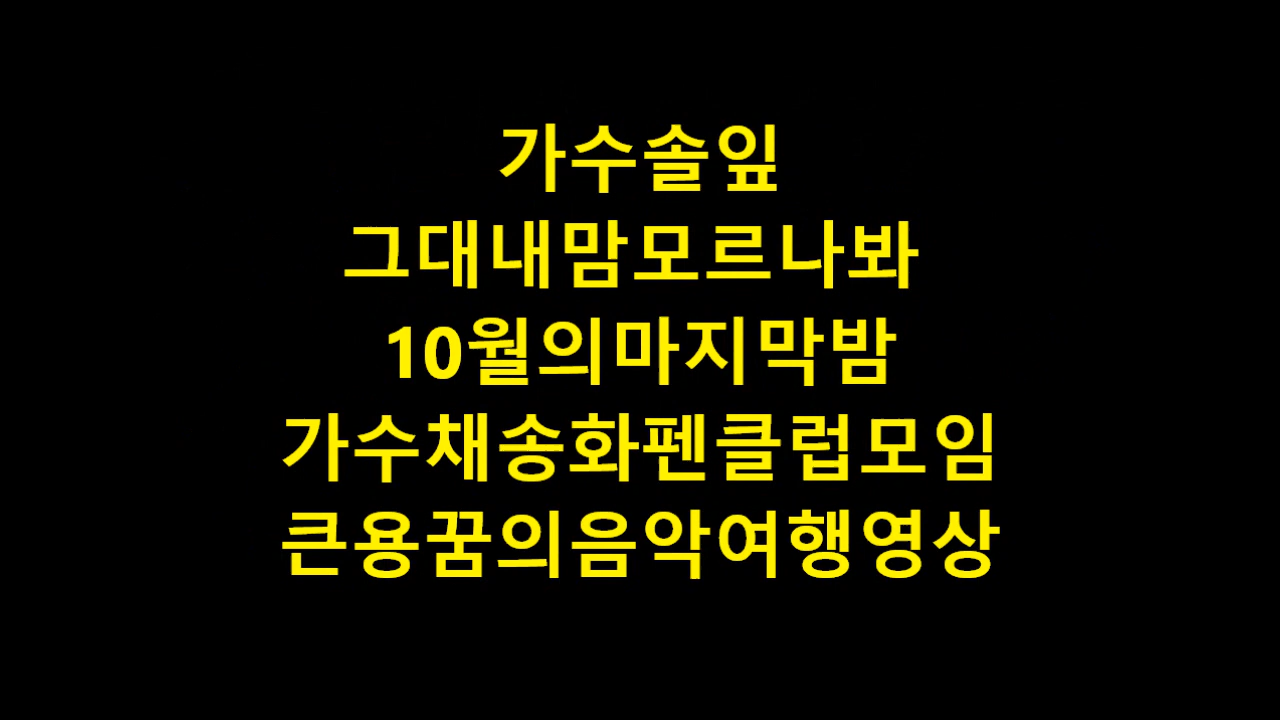 가수솔잎
그대내맘모르나봐
10월의마지막밤
가수채송화펜클럽모임
큰용꿈의음악여행영상